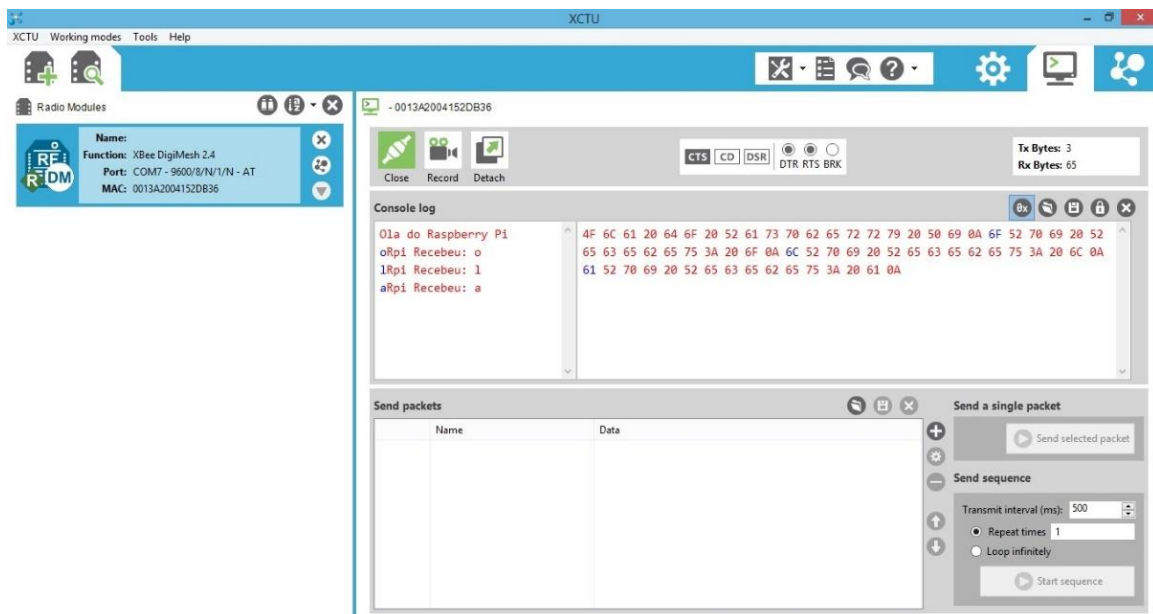 XCTU
XCTU Working modes Tools Help
Radio Modules
Name:
Function: XBee DigiMesh 2.4
Port: COM7 - 9600/8/N/1/N - AT
MAC: 0013A2004152DB36
RF
R DM
- 0013A2004152DB36
Close Record Detach
CTS CD DSR DTR RTS BRK
Tx Bytes: 3
Rx Bytes: 65
Console log
0x
Ola do Raspberry Pi
oRpi Recebeu: o
lRpi Recebeu: l
aRpi Recebeu: a
4F 6C 61 20 64 6F 20 52 61 73 70 62 65 72 72 79 20 50 69 0A 6F 52 70 69 20 52
65 63 65 62 65 75 3A 20 6F 0A 6C 52 70 69 20 52 65 63 65 62 65 75 3A 20 6C 0A
61 52 70 69 20 52 65 63 65 62 65 75 3A 20 61 0A
Send packets
Name Data
Send a single packet
Send selected packet
Send sequence
Transmit interval (ms): 500
Repeat times 1
Loop infinitely
Start sequence